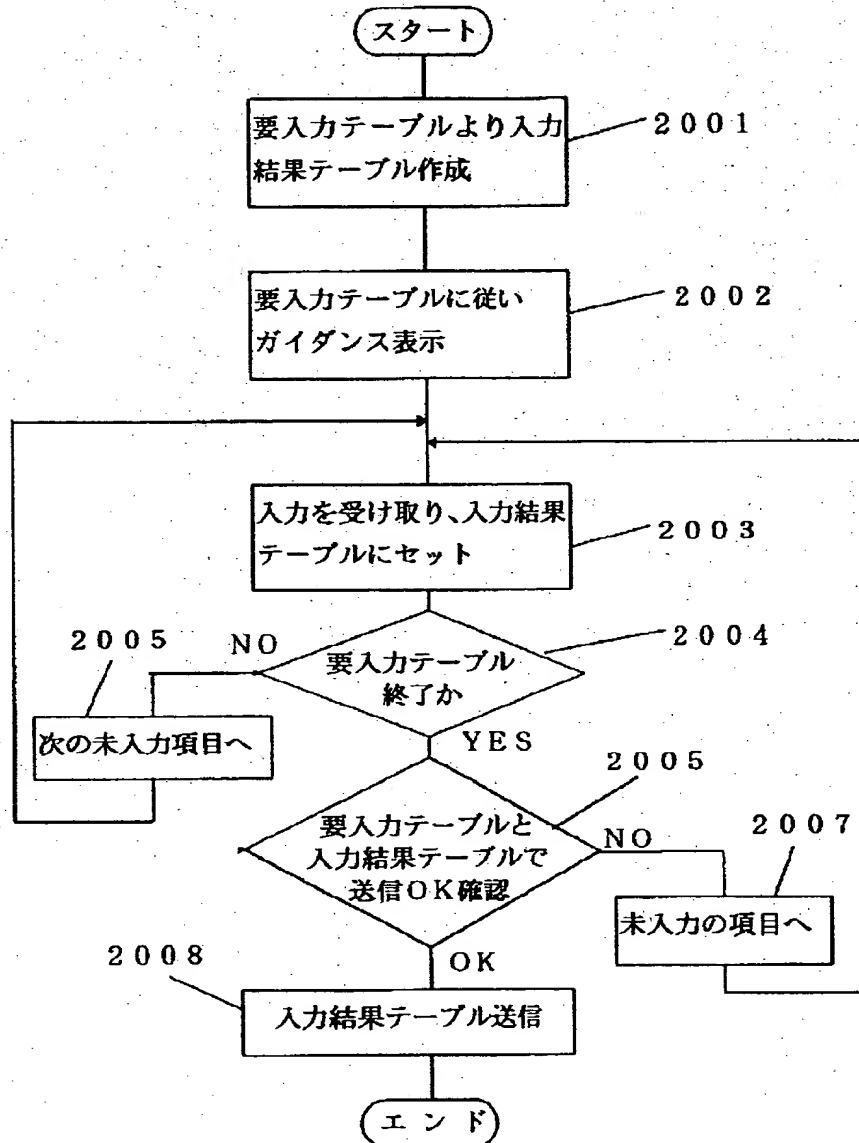 スタート
要入力テーブルより入力
結果テーブル作成
2001
要入力テーブルに従い
ガイダンス表示
2002
入力を受け取り、入力結果
テーブルにセット
2003
2005
NO
要入力テーブル
終了か
2004
次の未入力項目へ
YES
2005
要入力テーブルと
入力結果テーブルで
送信OK確認
NO
2007
未入力の項目へ
2008
OK
入力結果テーブル送信
エンド